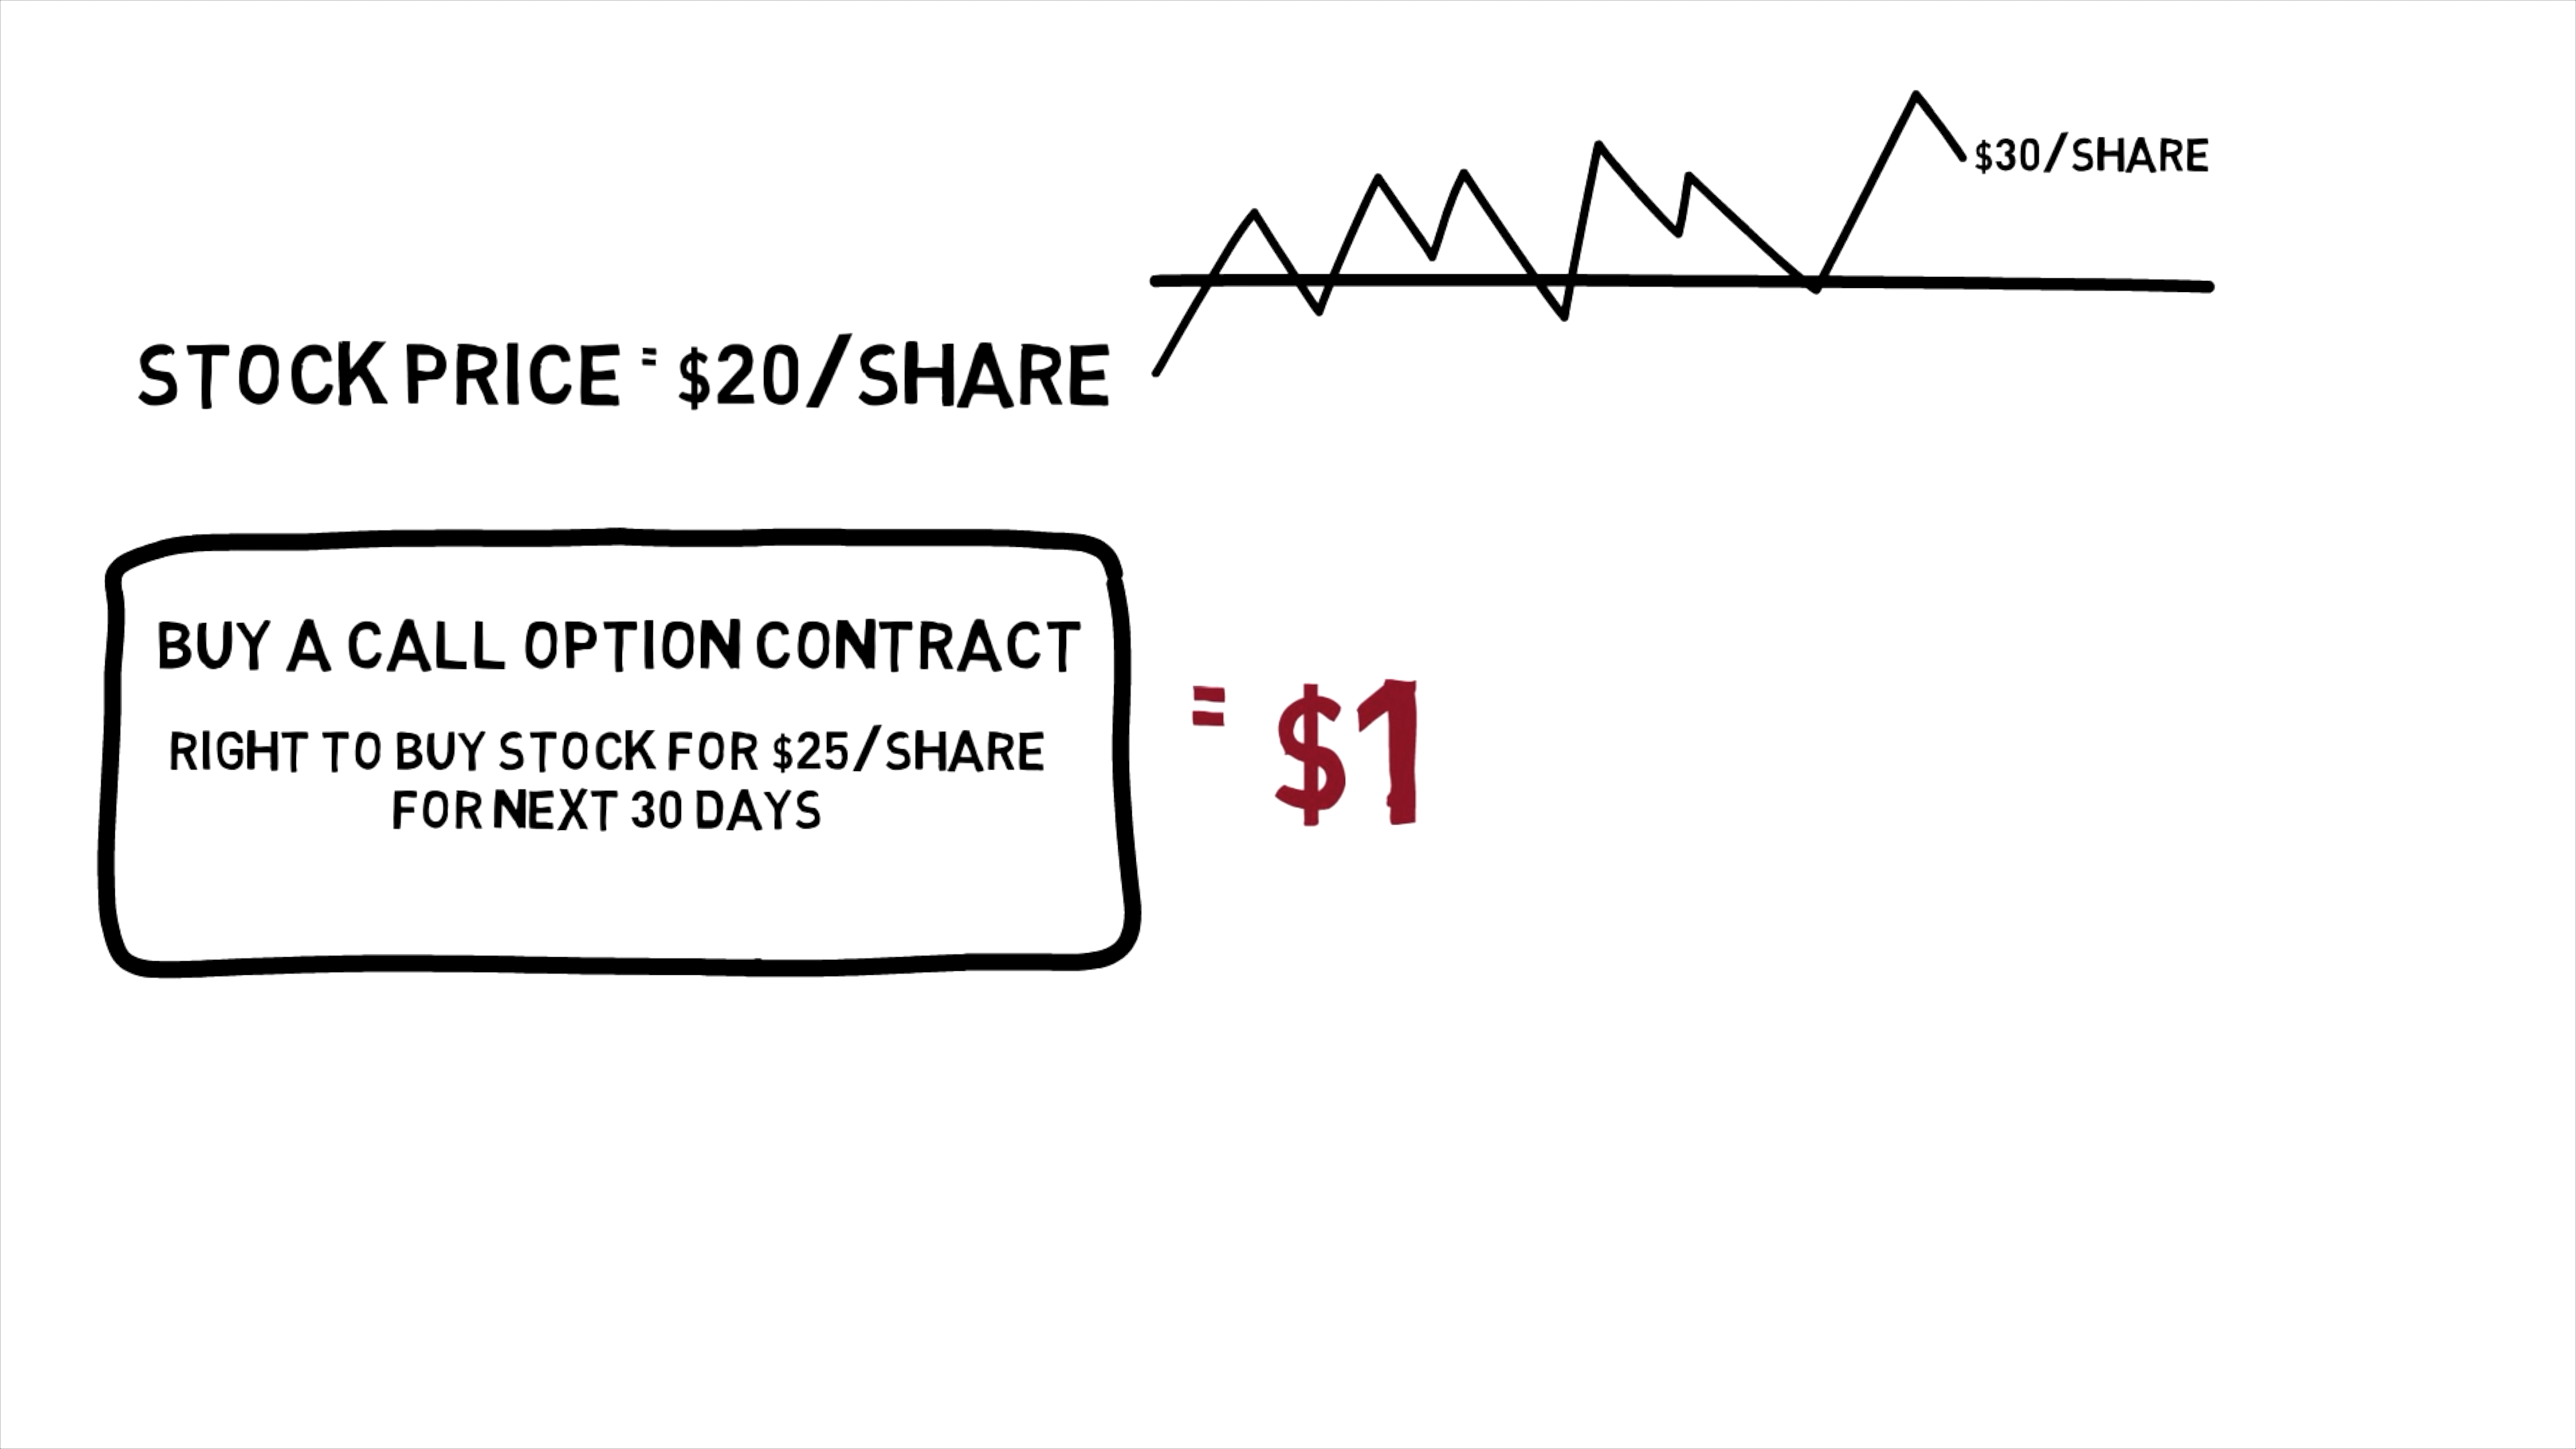 $30/SHARE
STOCK PRICE = $20/SHARE
BUY A CALL OPTION CONTRACT
RIGHT TO BUY STOCK FOR $25/SHARE
FOR NEXT 30 DAYS
= $1